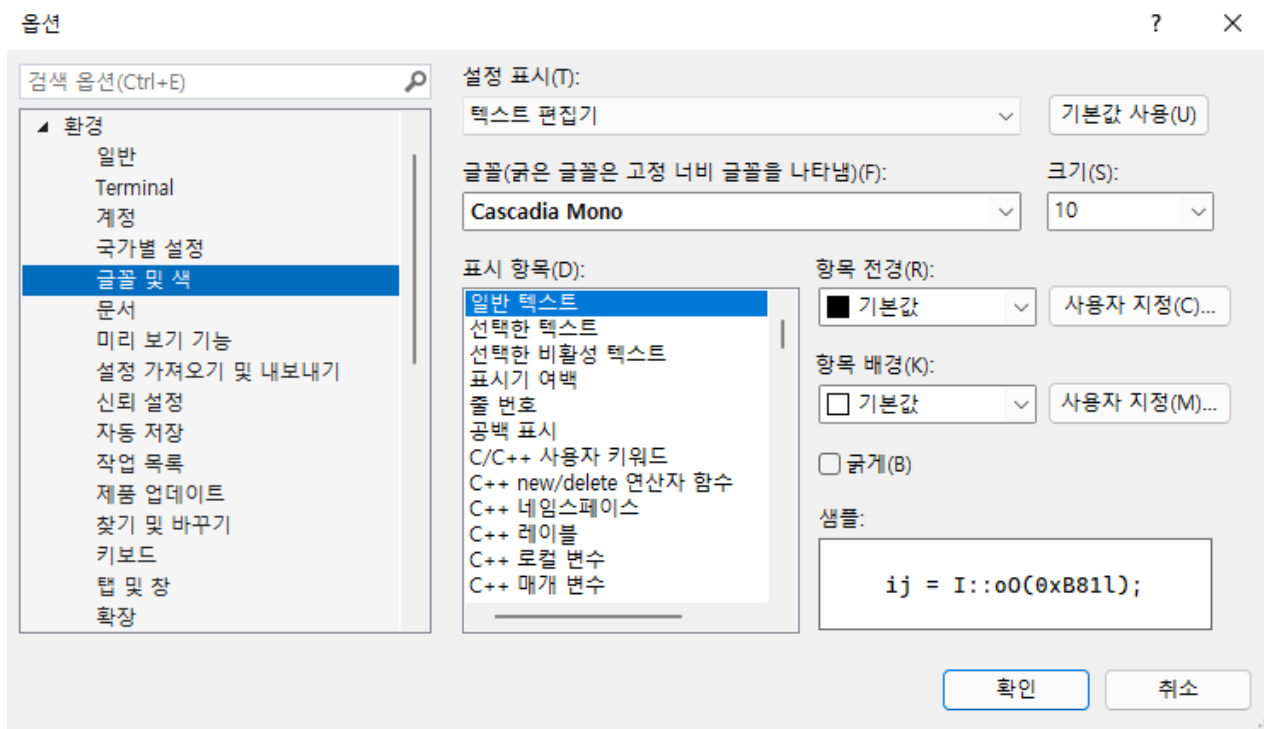 옵션
검색 옵션(Ctrl+E)
환경
일반
Terminal
계정
국가별 설정
글꼴 및 색
문서
미리 보기 기능
설정 가져오기 및 내보내기
신뢰 설정
자동 저장
작업 목록
제품 업데이트
찾기 및 바꾸기
키보드
탭 및 창
확장
설정 표시(T):
텍스트 편집기
기본값 사용(U)
글꼴(굵은 글꼴은 고정 너비 글꼴을 나타냄)(F):
크기(S):
Cascadia Mono
10
표시 항목(D):
일반 텍스트
선택한 텍스트
선택한 비활성 텍스트
표시기 여백
줄 번호
공백 표시
C/C++ 사용자 키워드
C++ new/delete 연산자 함수
C++ 네임스페이스
C++ 레이블
C++ 로컬 변수
C++ 매개 변수
항목 전경(R):
기본값
사용자 지정(C)...
항목 배경(K):
기본값
사용자 지정(M)...
굵게(B)
샘플:
ij = I::oO(0xB81l);
확인
취소